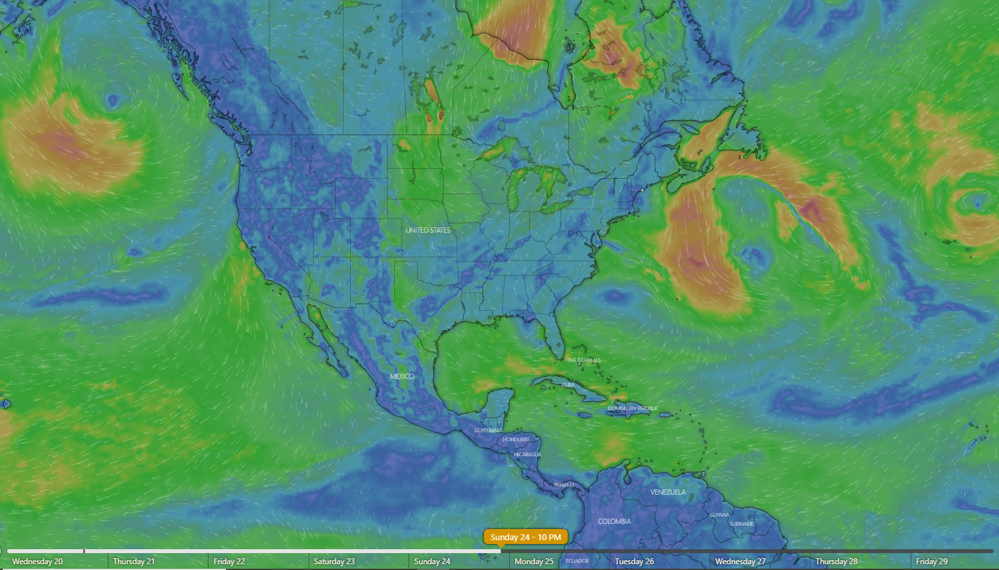 UNITED STATES
THE BAHAMAS
MEXICO
CUBA
DOMINICAN REPUBLIC
GUATEMALA
HONDURAS
NICARAGUA
PANAMA
VENEZUELA
GUYANA
COLOMBIA
SURINAME
Sunday 24 - 10 PM
Wednesday 20
Thursday 21
Friday 22
Saturday 23
Sunday 24
Monday 25
ECUADOR
Tuesday 26
Wednesday 27
Thursday 28
Friday 29